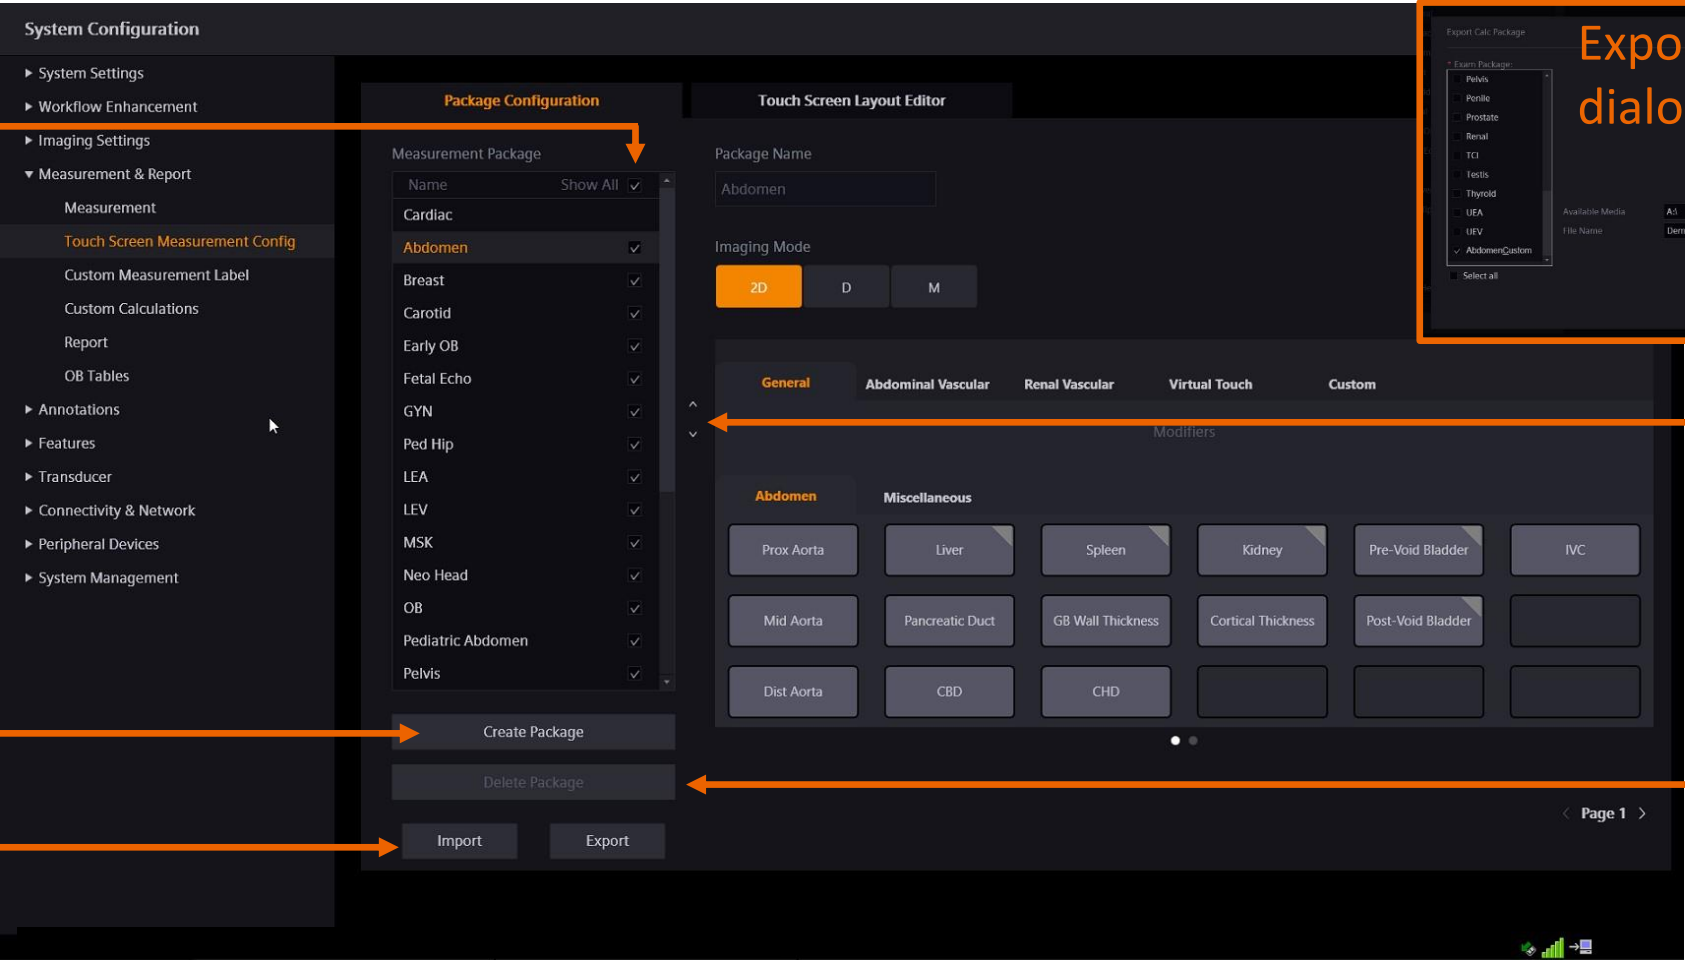 System Configuration
System Settings
Workflow Enhancement
Imaging Settings
Measurement & Report
Measurement
Touch Screen Measurement Config
Custom Measurement Label
Custom Calculations
Report
OB Tables
Annotations
Features
Transducer
Connectivity & Network
Peripheral Devices
System Management
Package Configuration
Touch Screen Layout Editor
Measurement Package
Name Show All
Cardiac
Abdomen
Breast
Carotid
Early OB
Fetal Echo
GYN
Ped Hip
LEA
LEV
MSK
Neo Head
OB
Pediatric Abdomen
Pelvis
Create Package
Delete Package
Import Export
Package Name
Abdomen
Imaging Mode
2D D M
General Abdominal Vascular Renal Vascular Virtual Touch Custom
Modifiers
Abdomen Miscellaneous
Prox Aorta Liver Spleen Kidney Pre-Void Bladder IVC
Mid Aorta Pancreatic Duct GB Wall Thickness Cortical Thickness Post-Void Bladder
Dist Aorta CBD CHD
Page 1
Export Calc Package
Expo
dialo
* Exam Package:
Pelvis
Penile
Prostate
Renal
TCI
Testis
Thyroid
UEA
UEV
AbdomenCustom
Select all
Available Media A:\
File Name Dem